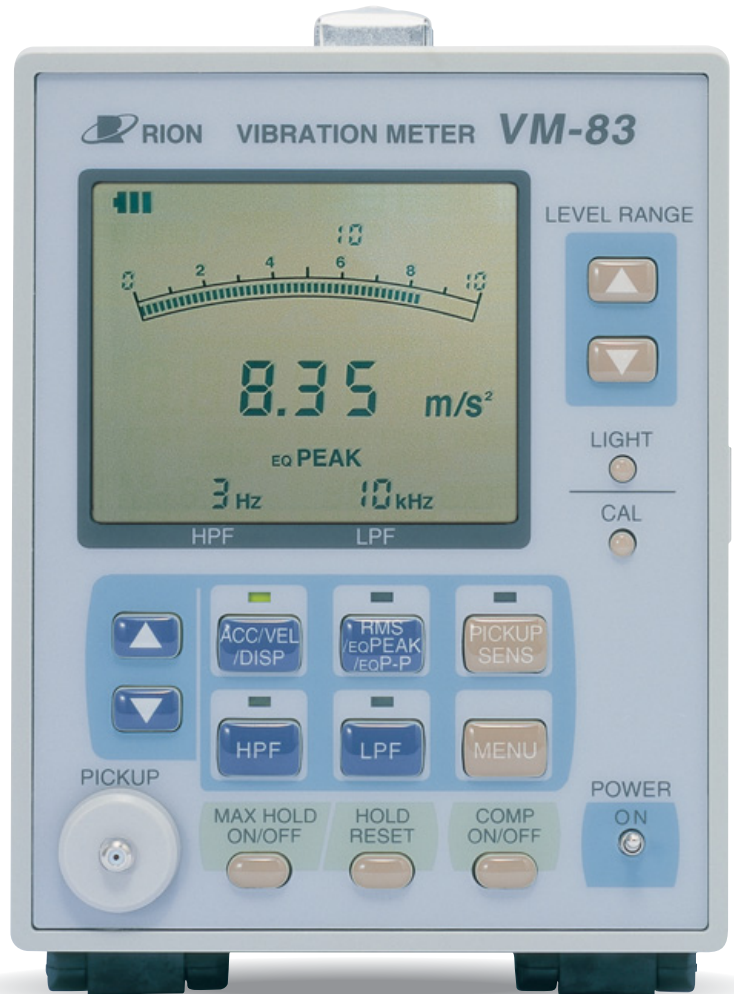 RION VIBRATION METER VM-83
LEVEL RANGE
10
0 2 4 6 8 10
8.35 m/s²
EQ PEAK
3 Hz 10 kHz
HPF LPF
LIGHT
CAL
ACC/VEL
/DISP
RMS
/EQPEAK
/EQP-P
PICKUP
SENS
HPF
LPF
MENU
PICKUP
MAX HOLD
ON/OFF
HOLD
RESET
COMP
ON/OFF
POWER
ON